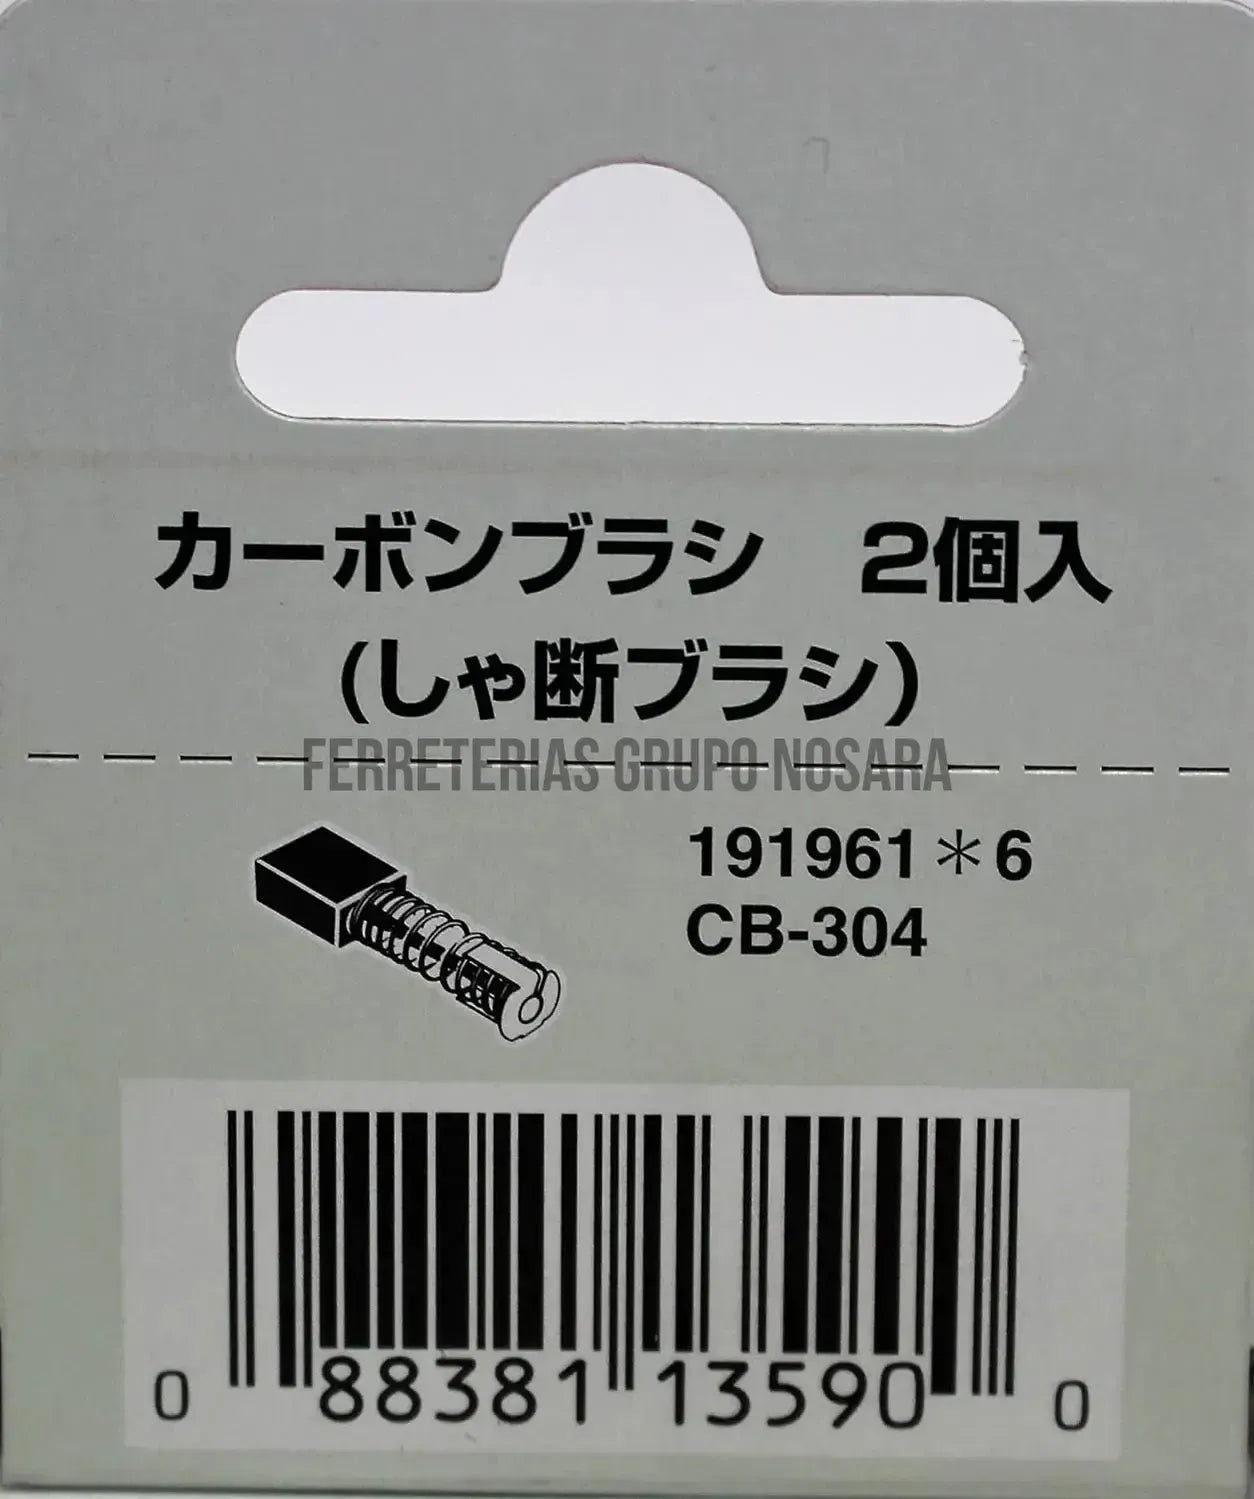 カーボンブラシ　2個入
(しゃ断ブラシ)
FERRETERIAS GRUPO NOSARA
191961＊6
CB-304
0 88381 13590 0